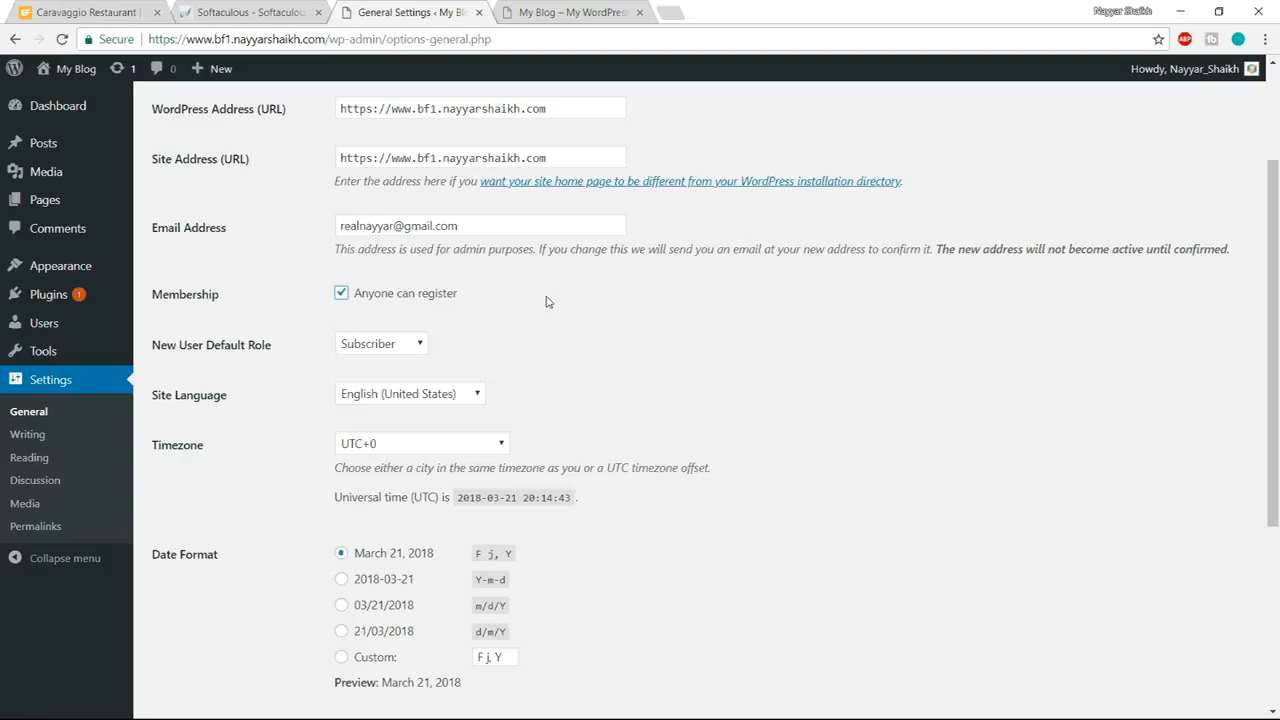 Caravaggio Restaurant |
Softaculous - Softaculou
General Settings ‹ My Bl
My Blog – My WordPress
Nayyar Shaikh
Secure
https://www.bf1.nayyarshaikh.com/wp-admin/options-general.php
ABP
fb
My Blog
1
0
New
Howdy, Nayyar_Shaikh
Dashboard
Posts
Media
Pages
Comments
Appearance
Plugins 1
Users
Tools
Settings
General
Writing
Reading
Discussion
Media
Permalinks
Collapse menu
WordPress Address (URL)
https://www.bf1.nayyarshaikh.com
Site Address (URL)
https://www.bf1.nayyarshaikh.com
Enter the address here if you want your site home page to be different from your WordPress installation directory.
Email Address
realnayyar@gmail.com
This address is used for admin purposes. If you change this we will send you an email at your new address to confirm it. The new address will not become active until confirmed.
Membership
Anyone can register
New User Default Role
Subscriber
Site Language
English (United States)
Timezone
UTC+0
Choose either a city in the same timezone as you or a UTC timezone offset.
Universal time (UTC) is 2018-03-21 20:14:43 .
Date Format
March 21, 2018 F j, Y
2018-03-21 Y-m-d
03/21/2018 m/d/Y
21/03/2018 d/m/Y
Custom: F j, Y
Preview: March 21, 2018